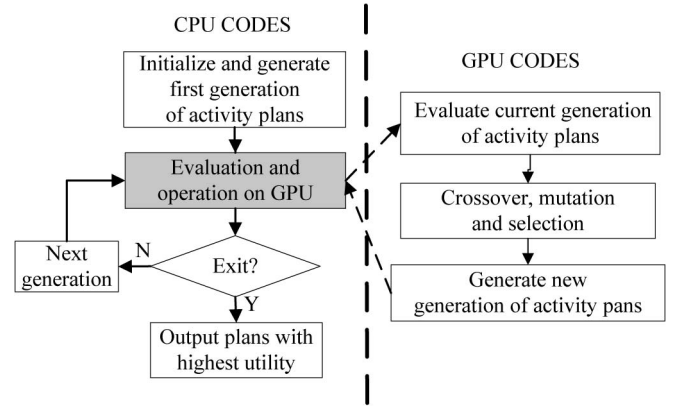 CPU CODES
Initialize and generate
first generation
of activity plans
Evaluation and
operation on GPU
N
Next
generation
Exit?
Y
Output plans with
highest utility
GPU CODES
Evaluate current generation
of activity plans
Crossover, mutation
and selection
Generate new
generation of activity pans